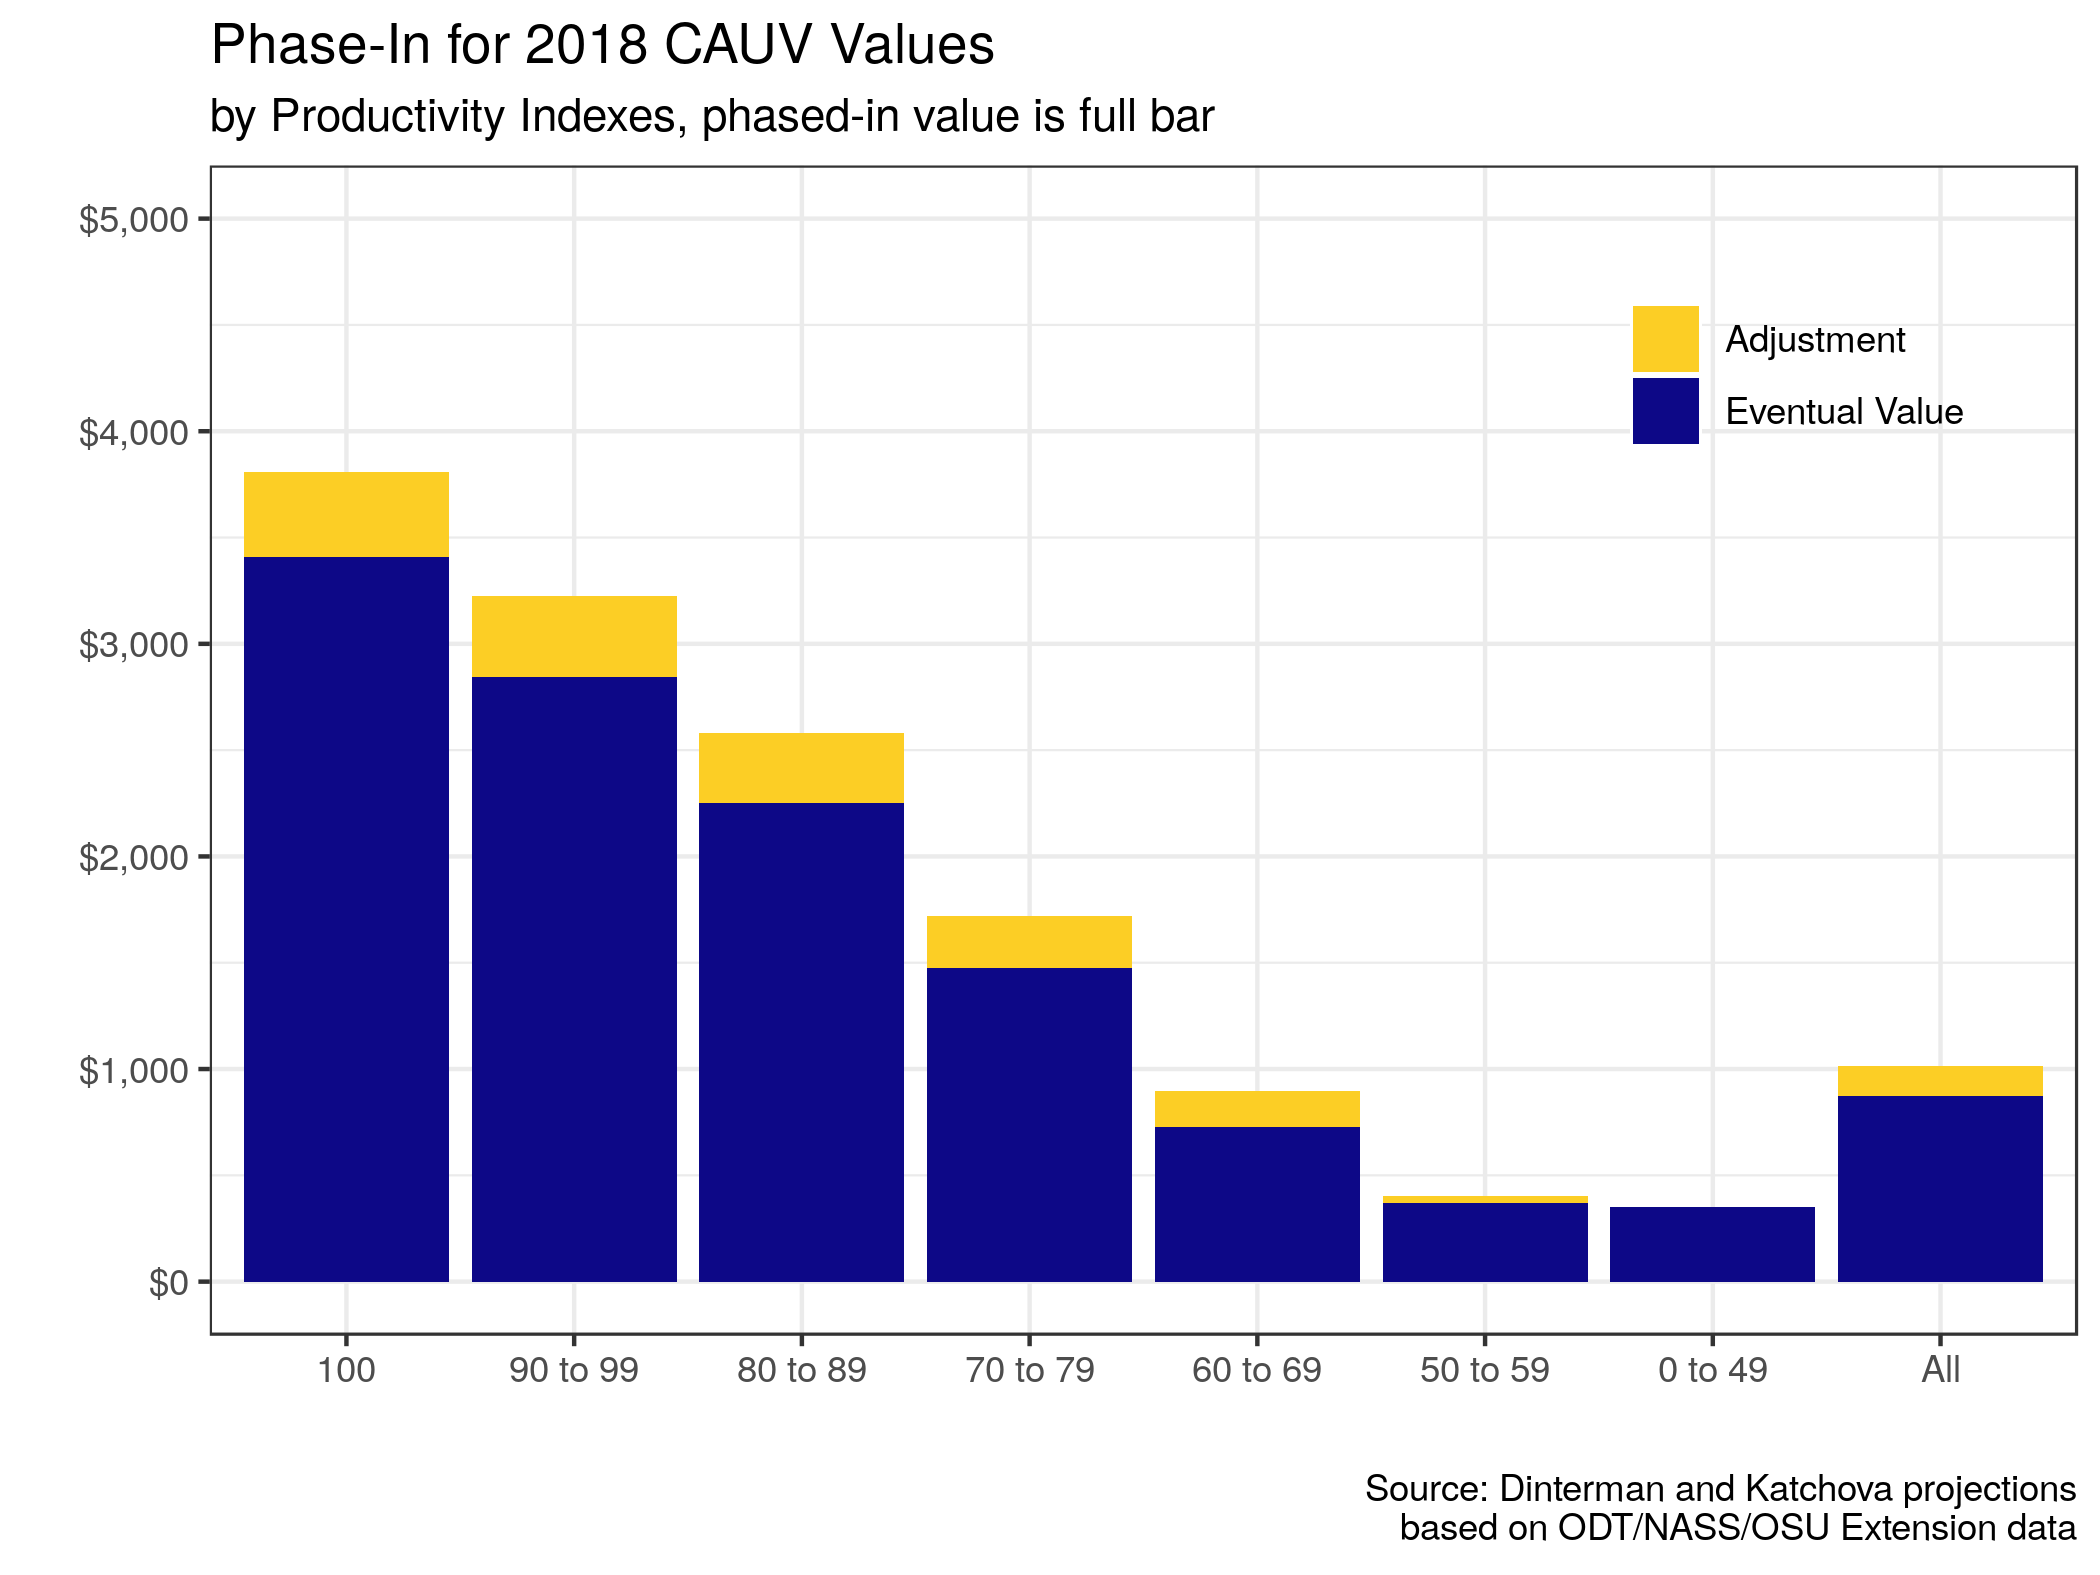 Phase-In for 2018 CAUV Values
by Productivity Indexes, phased-in value is full bar
$5,000
$4,000
$3,000
$2,000
$1,000
$0
Adjustment
Eventual Value
100
90 to 99
80 to 89
70 to 79
60 to 69
50 to 59
0 to 49
All
Source: Dinterman and Katchova projections
based on ODT/NASS/OSU Extension data